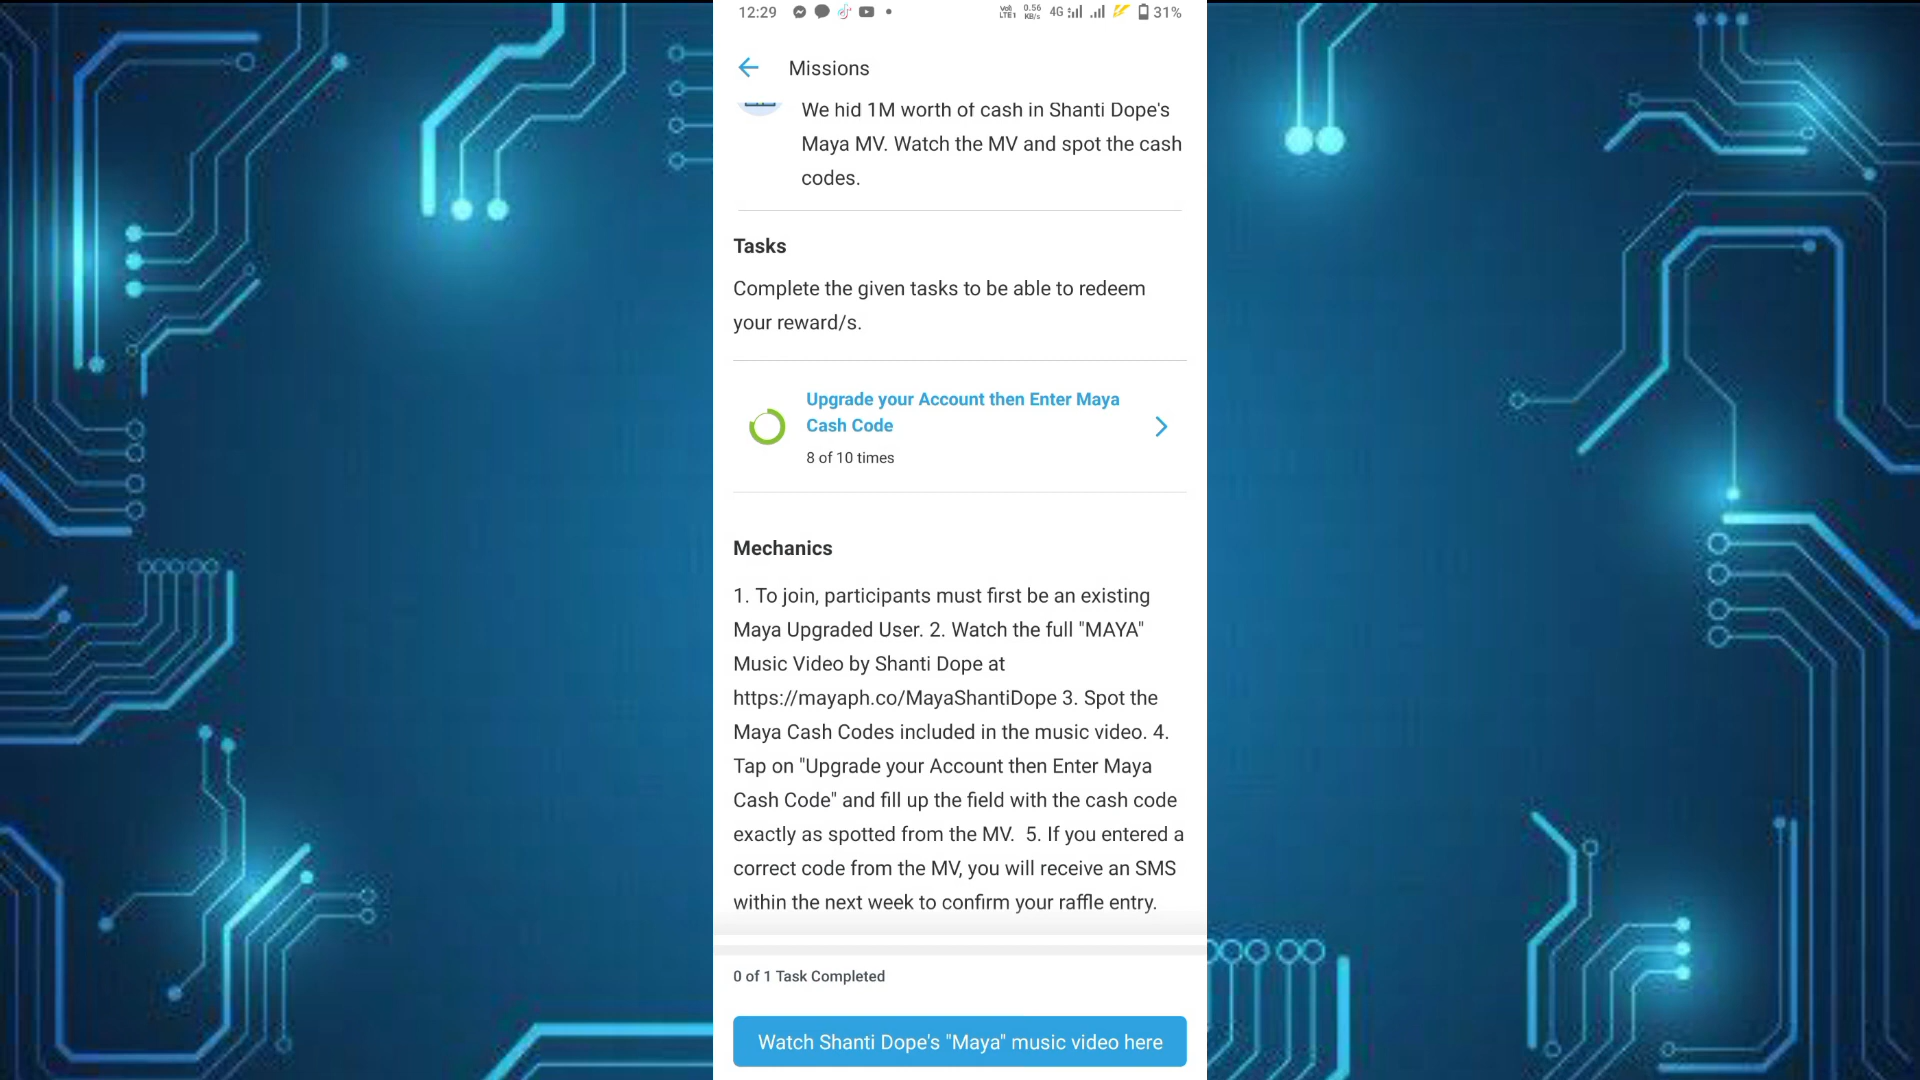 12:29 Vo) LTE1 0.56 KB/s 4G 31%
Missions
We hid 1M worth of cash in Shanti Dope's
Maya MV. Watch the MV and spot the cash
codes.
Tasks
Complete the given tasks to be able to redeem
your reward/s.
Upgrade your Account then Enter Maya
Cash Code
8 of 10 times
Mechanics
1. To join, participants must first be an existing
Maya Upgraded User. 2. Watch the full "MAYA"
Music Video by Shanti Dope at
https://mayaph.co/MayaShantiDope 3. Spot the
Maya Cash Codes included in the music video. 4.
Tap on "Upgrade your Account then Enter Maya
Cash Code" and fill up the field with the cash code
exactly as spotted from the MV.  5. If you entered a
correct code from the MV, you will receive an SMS
within the next week to confirm your raffle entry.
0 of 1 Task Completed
Watch Shanti Dope's "Maya" music video here